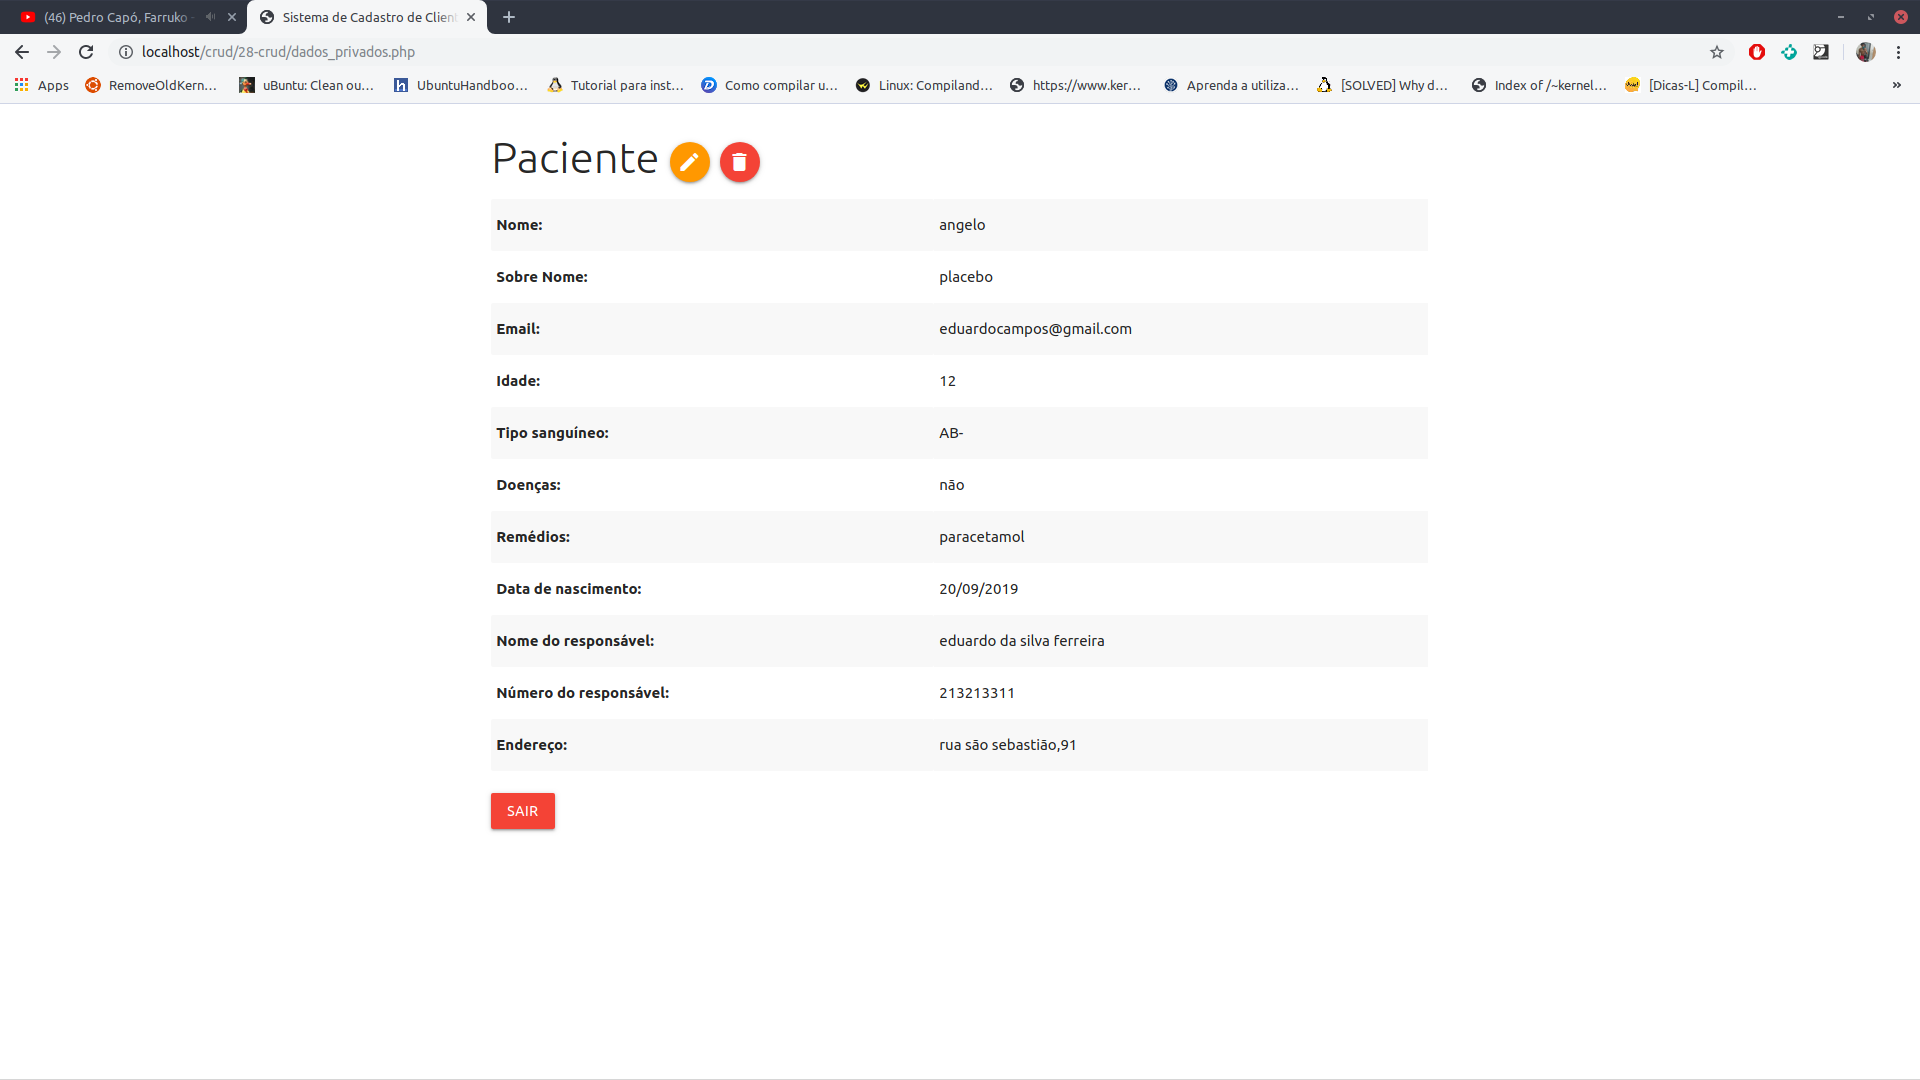 (46) Pedro Capó, Farruko -
Sistema de Cadastro de Clien
localhost/crud/28-crud/dados_privados.php
Apps RemoveOldKern... uBuntu: Clean ou... UbuntuHandboo... Tutorial para inst... Como compilar u... Linux: Compiland... https://www.ker... Aprenda a utiliza... [SOLVED] Why d... Index of /~kernel... [Dicas-L] Compil... »
Paciente
Nome: angelo
Sobre Nome: placebo
Email: eduardocampos@gmail.com
Idade: 12
Tipo sanguíneo: AB-
Doenças: não
Remédios: paracetamol
Data de nascimento: 20/09/2019
Nome do responsável: eduardo da silva ferreira
Número do responsável: 213213311
Endereço: rua são sebastião,91
SAIR